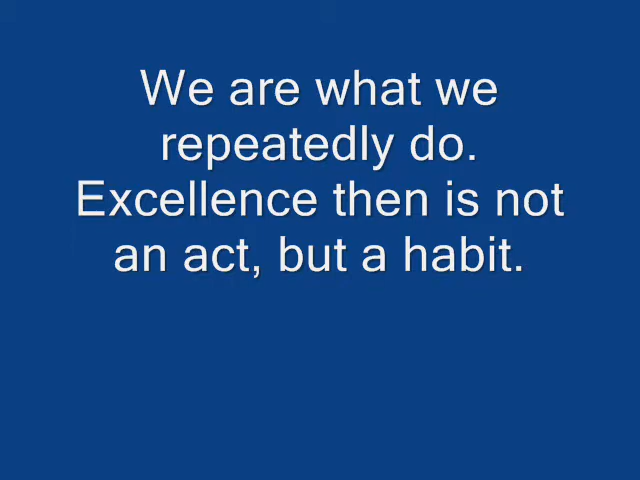 We are what we
repeatedly do.
Excellence then is not
an act, but a habit.